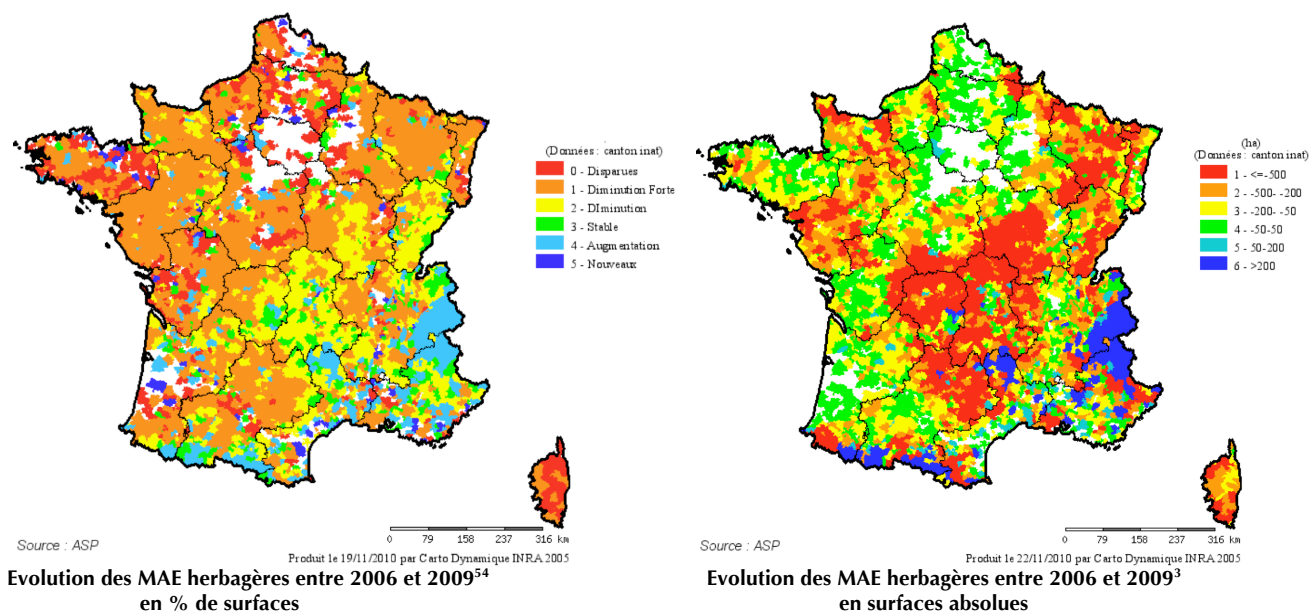 (Données : canton inat)
0 - Disparues
1 - Diminution Forte
2 - DIminution
3 - Stable
4 - Augmentation
5 - Nouveaux
0 79 158 237 316 km
Source : ASP
Produit le 19/11/2010 par Carto Dynamique INRA 2005
Evolution des MAE herbagères entre 2006 et 2009⁵⁴
en % de surfaces
(ha)
(Données : canton inat)
1 - <=-500
2 - -500- -200
3 - -200- -50
4 - -50-50
5 - 50-200
6 - >200
0 79 158 237 316 km
Source : ASP
Produit le 22/11/2010 par Carto Dynamique INRA 2005
Evolution des MAE herbagères entre 2006 et 2009³
en surfaces absolues